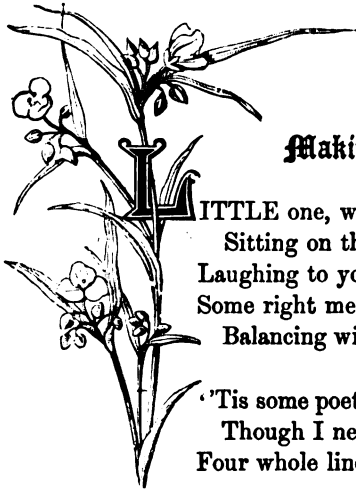 Maki
LITTLE one, w
Sitting on th
Laughing to yo
Some right me
Balancing wi
'’Tis some poet
Though I ne
Four whole line